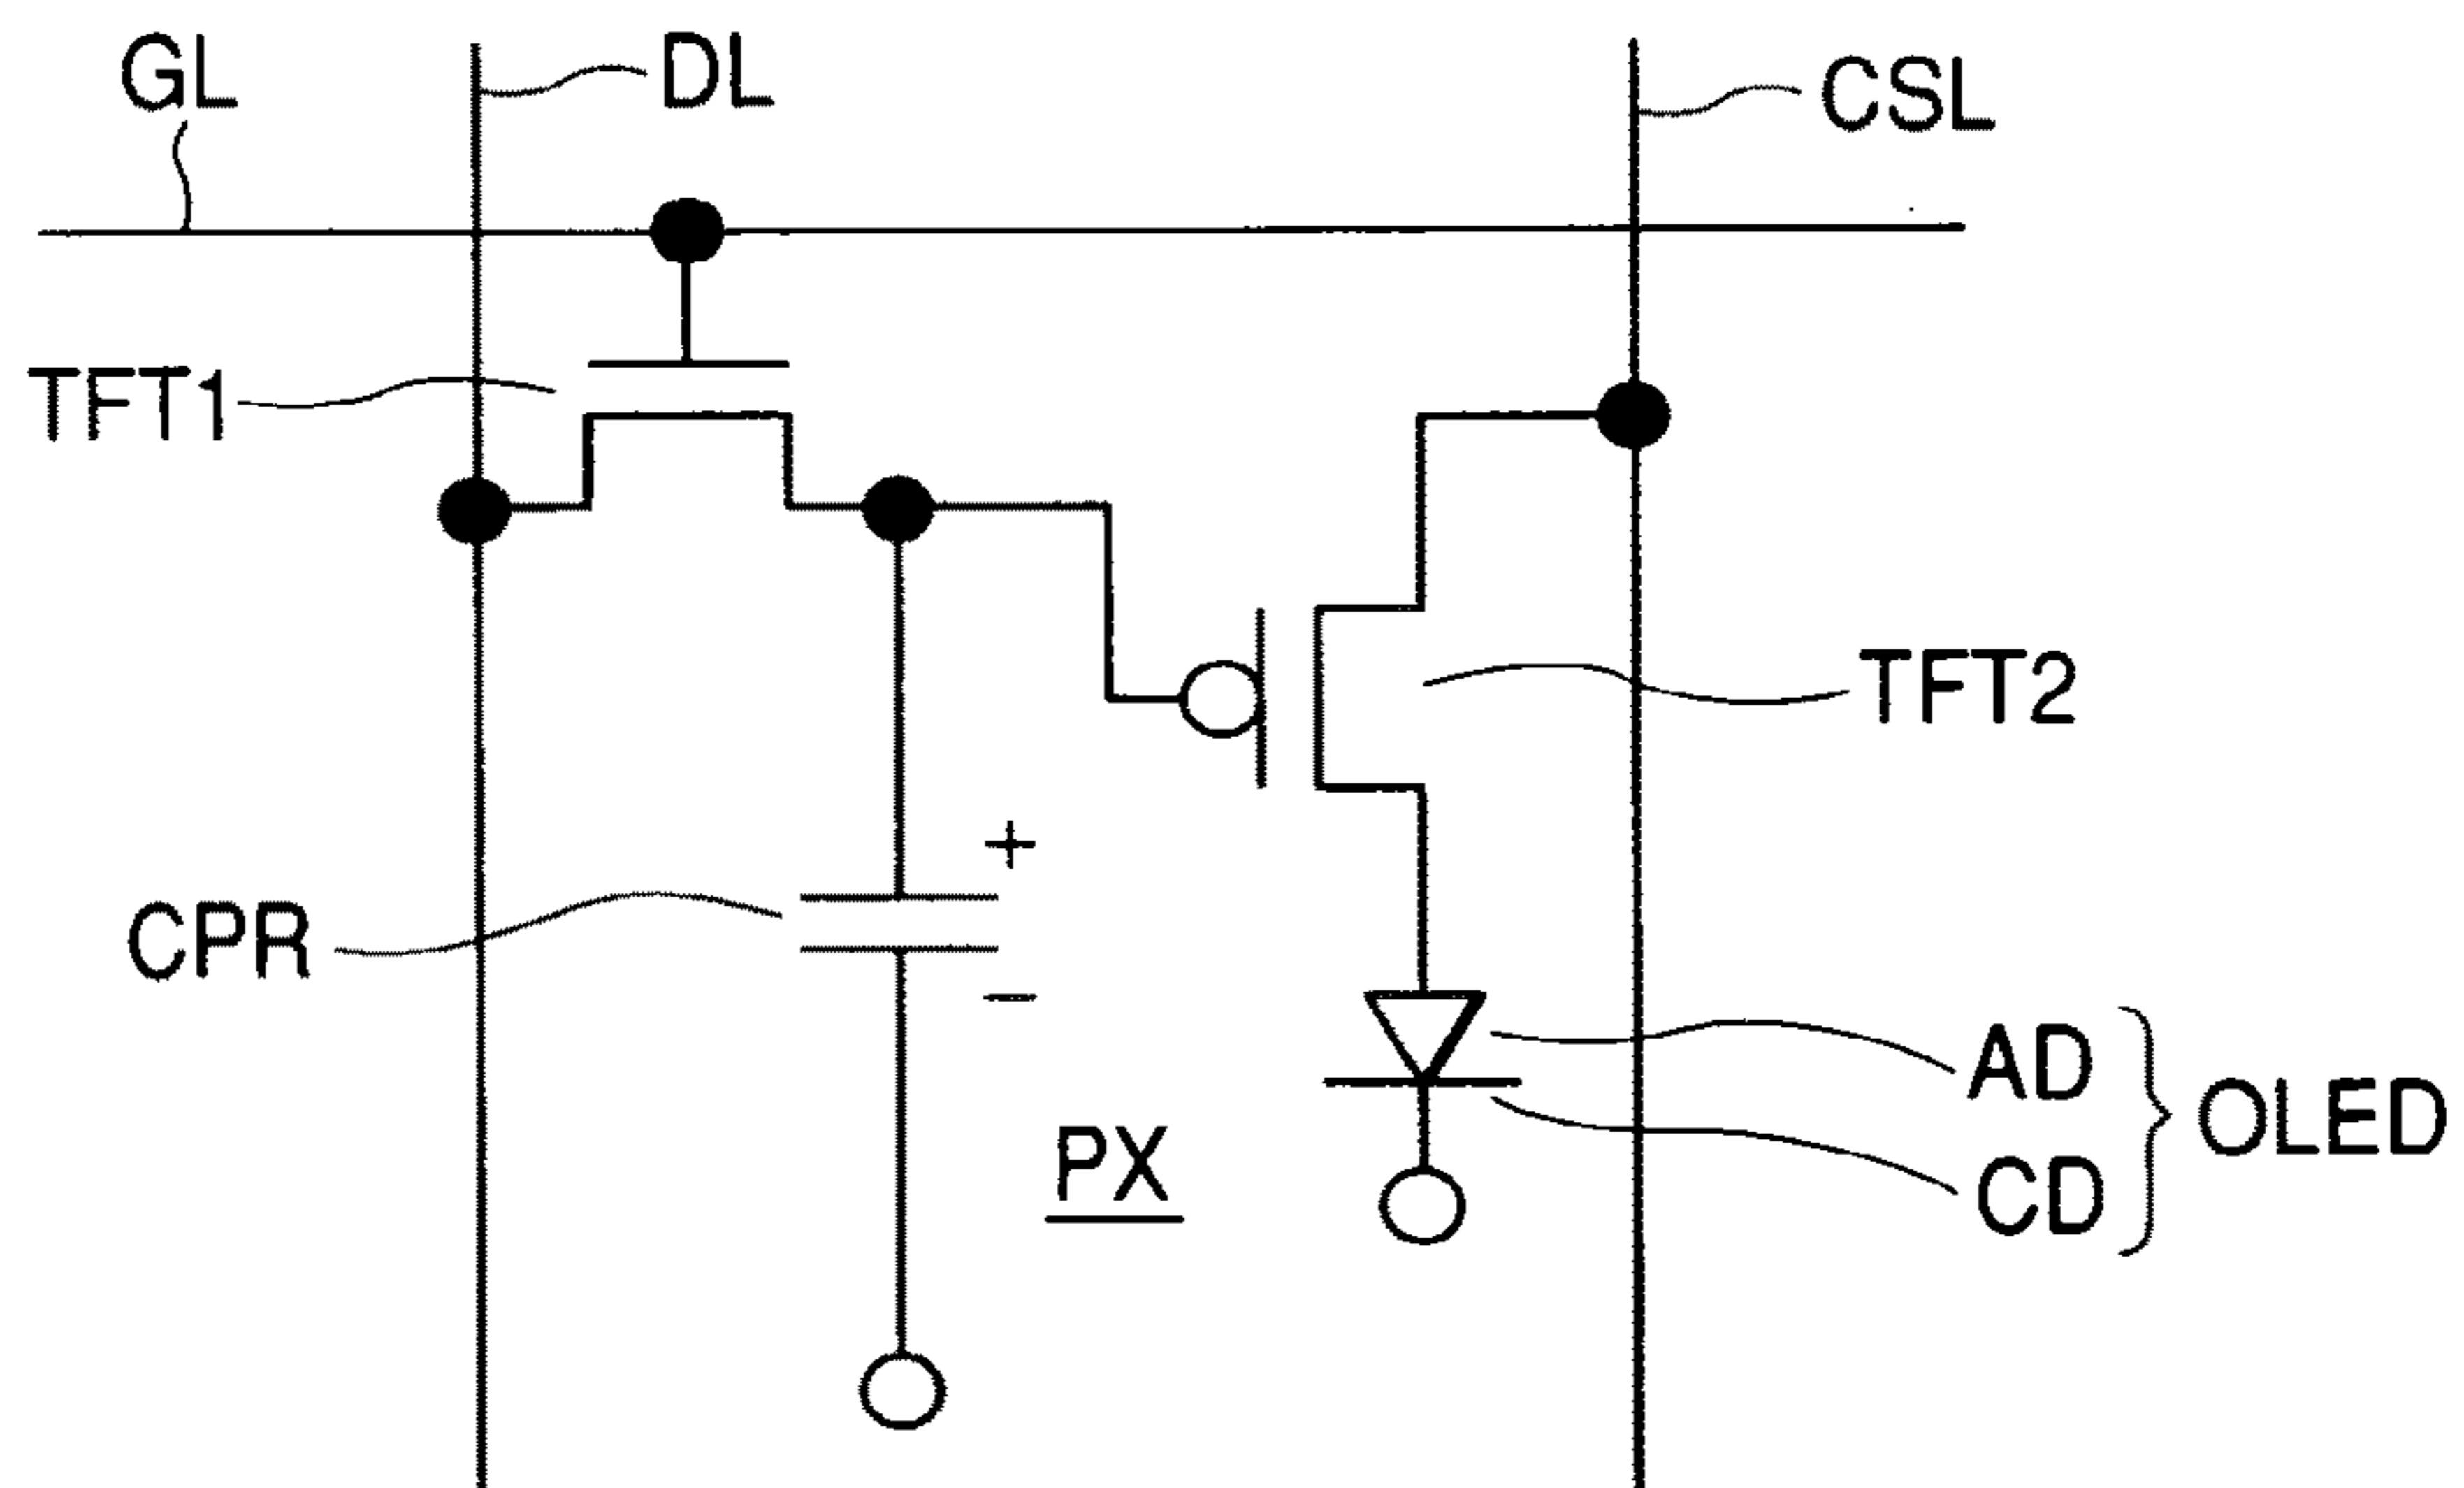 GL
DL
CSL
TFT1
TFT2
+
CPR
−
AD
OLED
PX
CD